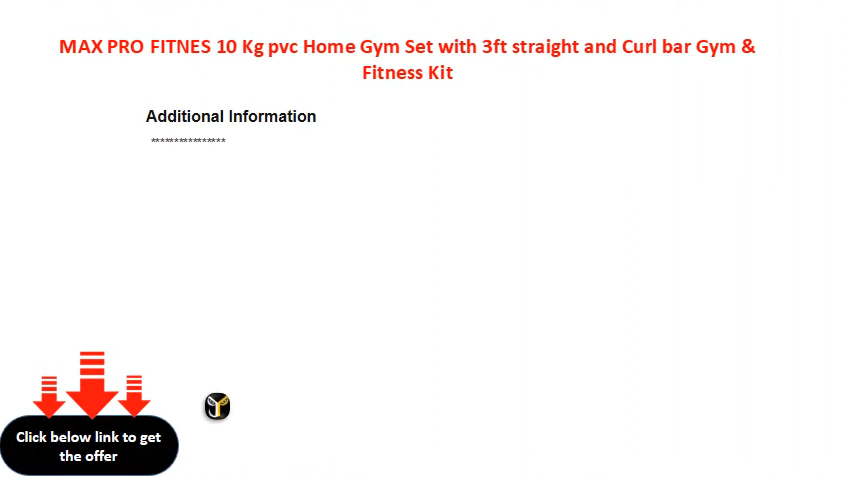 MAX PRO FITNES 10 Kg pvc Home Gym Set with 3ft straight and Curl bar Gym &
Fitness Kit
Additional Information
****************
Click below link to get
the offer